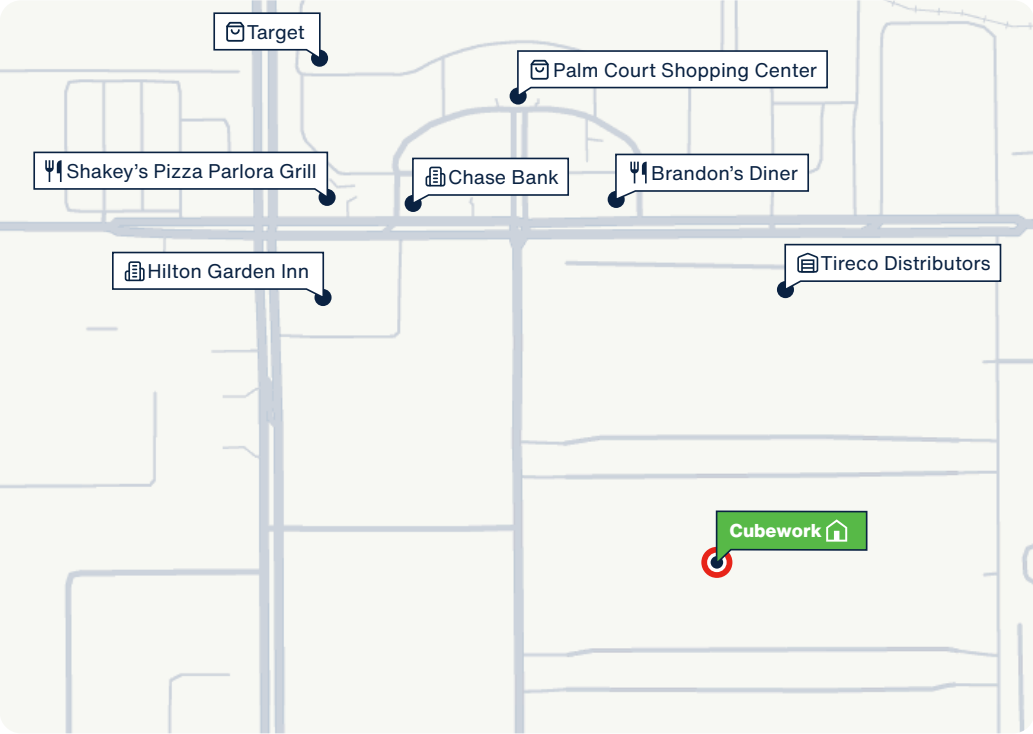 Target
Palm Court Shopping Center
Shakey's Pizza Parlora Grill
Chase Bank
Brandon's Diner
Hilton Garden Inn
Tireco Distributors
Cubework